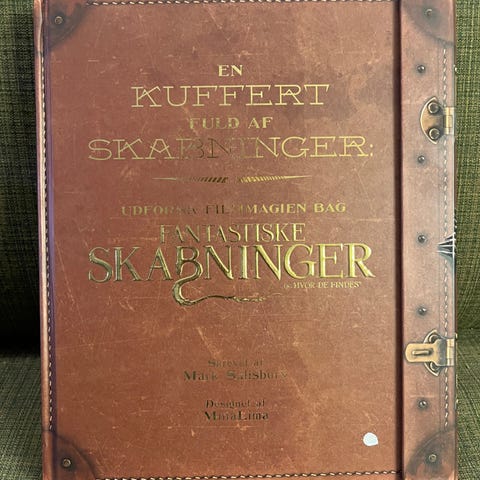 EN
KUFFERT
FULD AF
SKABNINGER:
UDFORSK FILMMAGIEN BAG
FANTASTISKE
SKABNINGER
OG HVOR DE FINDES
Skrevet af
Mark Salisbury
Designet af
MinaLima